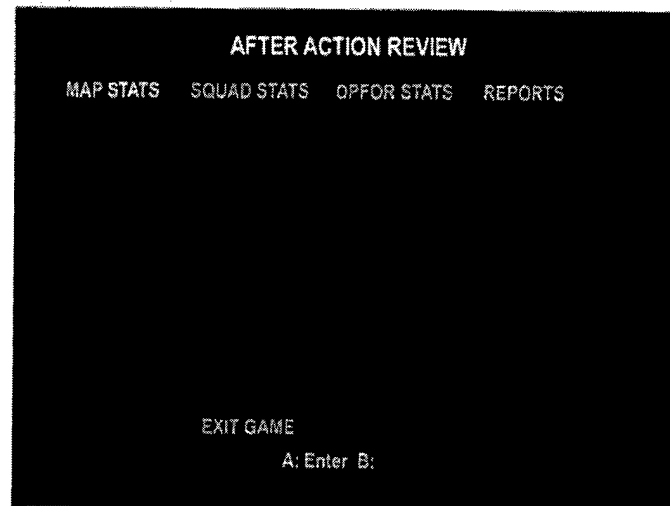 AFTER ACTION REVIEW
MAP STATS SQUAD STATS OPFOR STATS REPORTS
EXIT GAME
A: Enter B: